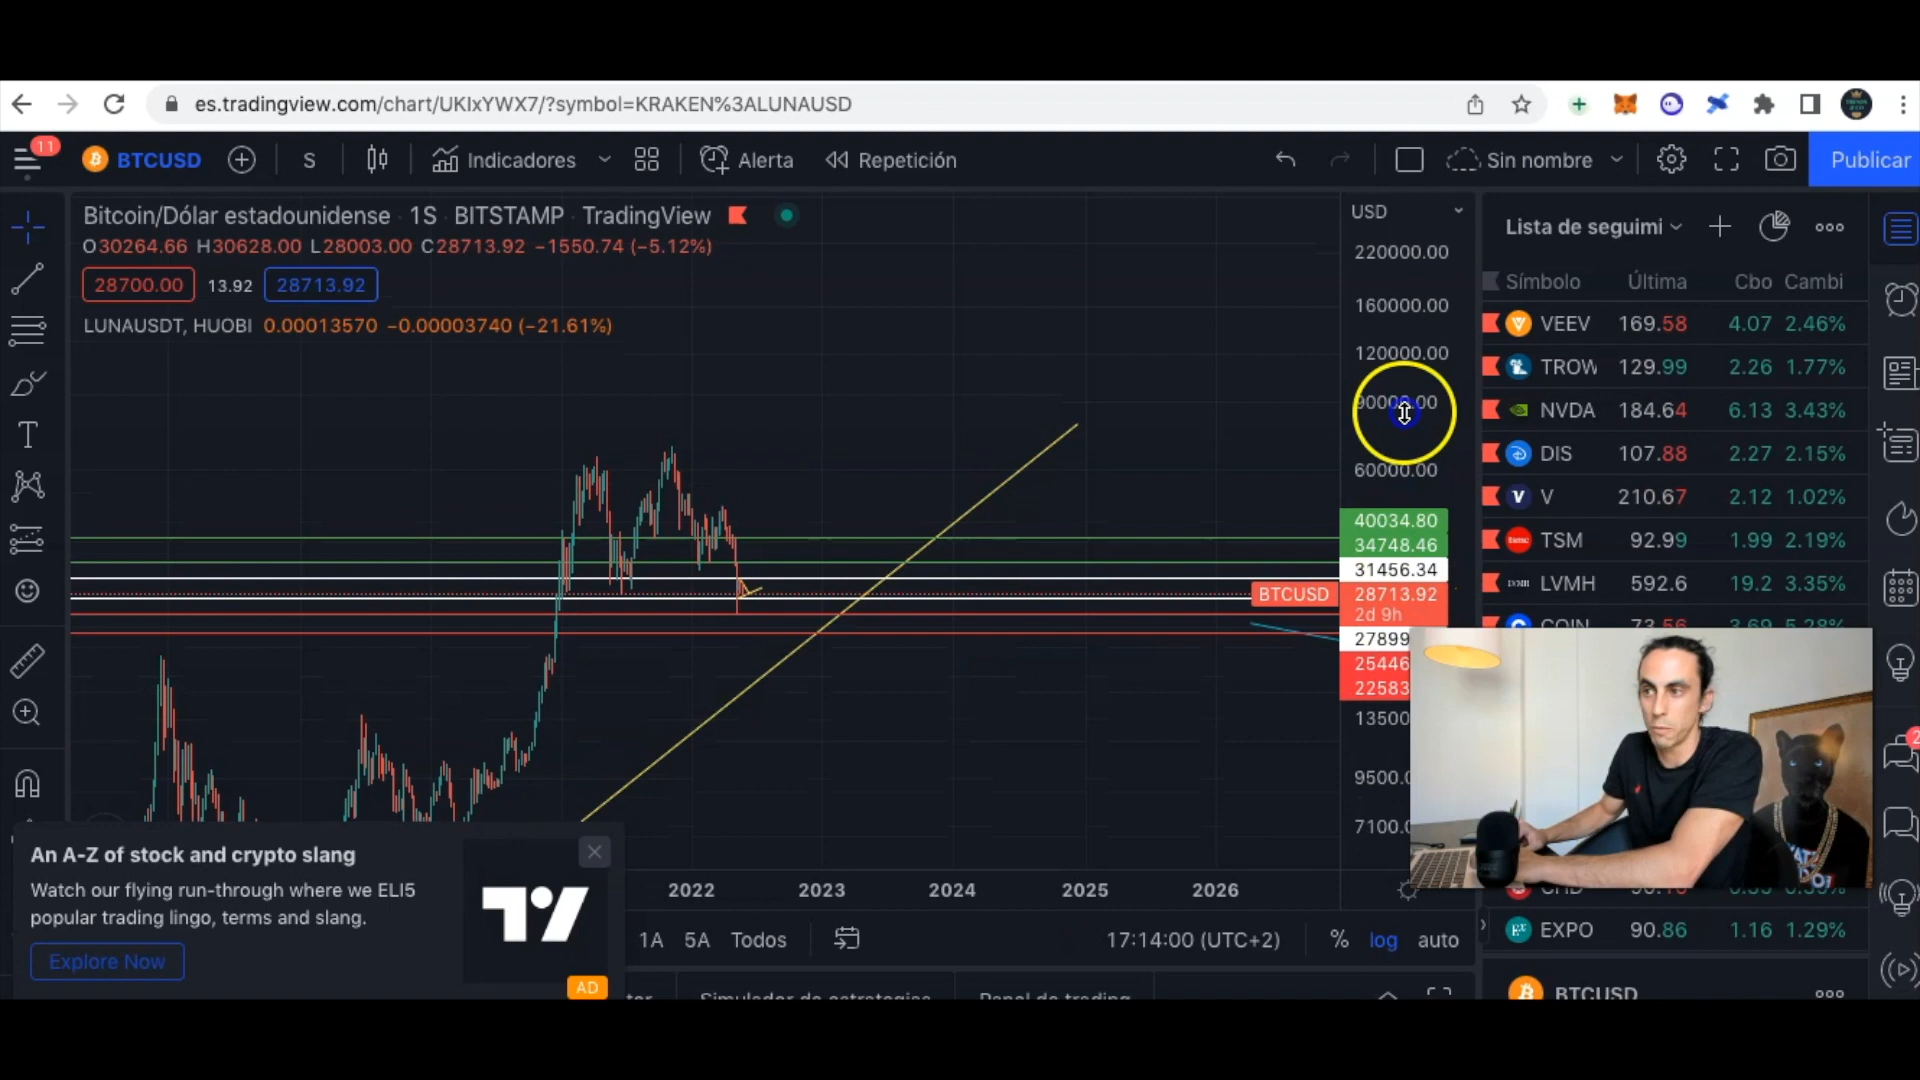 es.tradingview.com/chart/UKIxYWX7/?symbol=KRAKEN%3ALUNAUSD
11
BTCUSD
S
Indicadores
Alerta
Repetición
Sin nombre
Publicar
Bitcoin/Dólar estadounidense · 1S · BITSTAMP · TradingView
O30264.66 H30628.00 L28003.00 C28713.92 −1550.74 (−5.12%)
28700.00 13.92 28713.92
LUNAUSDT, HUOBI 0.00013570 −0.00003740 (−21.61%)
USD
220000.00
160000.00
120000.00
90000.00
60000.00
40034.80
34748.46
31456.34
BTCUSD 28713.92
2d 9h
27899
25446
22583
13500
9500.0
7100.0
Lista de seguimi
Símbolo Última Cbo Cambi
VEEV 169.58 4.07 2.46%
TROW 129.99 2.26 1.77%
NVDA 184.64 6.13 3.43%
DIS 107.88 2.27 2.15%
V 210.67 2.12 1.02%
TSM 92.99 1.99 2.19%
LVMH 592.6 19.2 3.35%
COIN 73.56 3.69 5.28%
EXPO 90.86 1.16 1.29%
BTCUSD
2
An A-Z of stock and crypto slang
Watch our flying run-through where we ELI5
popular trading lingo, terms and slang.
Explore Now
AD
2022 2023 2024 2025 2026
1A 5A Todos
17:14:00 (UTC+2) % log auto
Simulador de estrategias
Panel de trading